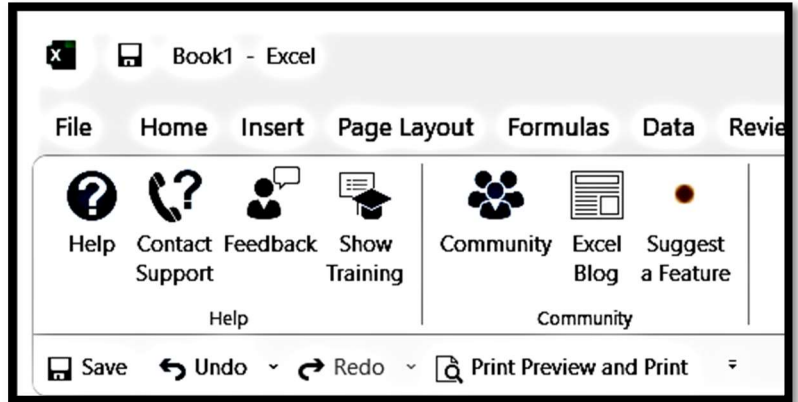 Book1 - Excel
File Home Insert Page Layout Formulas Data Revie
Help Contact Feedback Show Community Excel Suggest
Support Training Blog a Feature
Help Community
Save Undo Redo Print Preview and Print